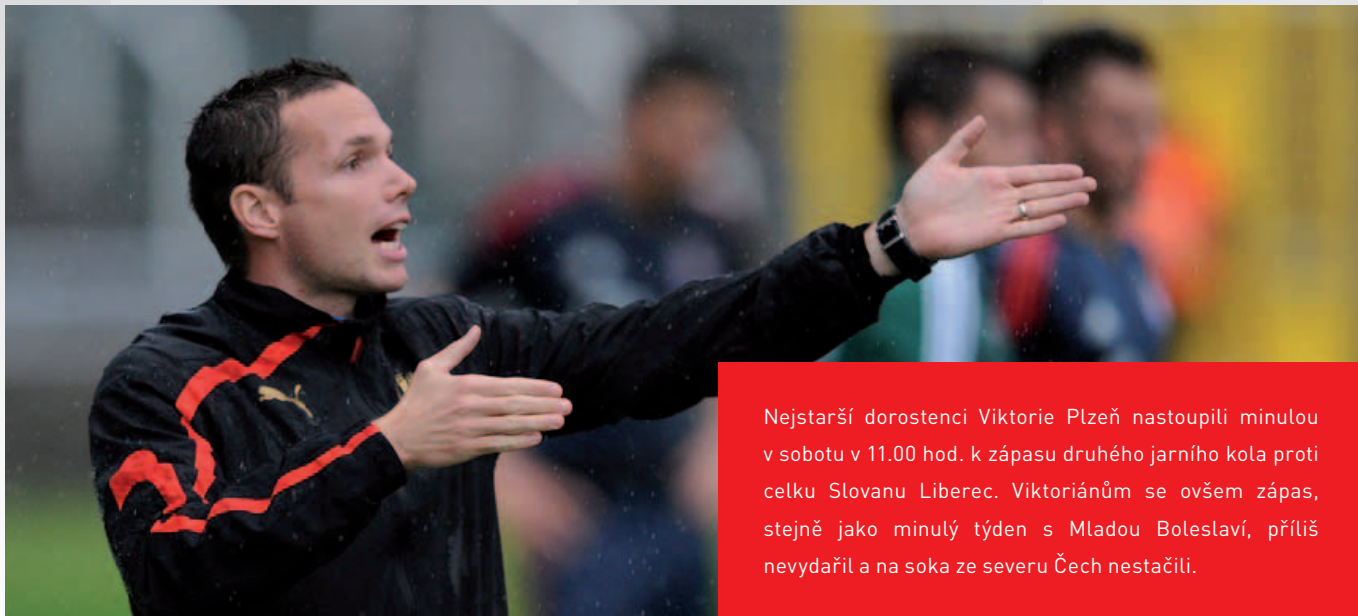 Nejstarší dorostenci Viktorie Plzeň nastoupili minulou
v sobotu v 11.00 hod. k zápasu druhého jarního kola proti
celku Slovanu Liberec. Viktoriánům se ovšem zápas,
stejně jako minulý týden s Mladou Boleslaví, příliš
nevydařil a na soka ze severu Čech nestačili.